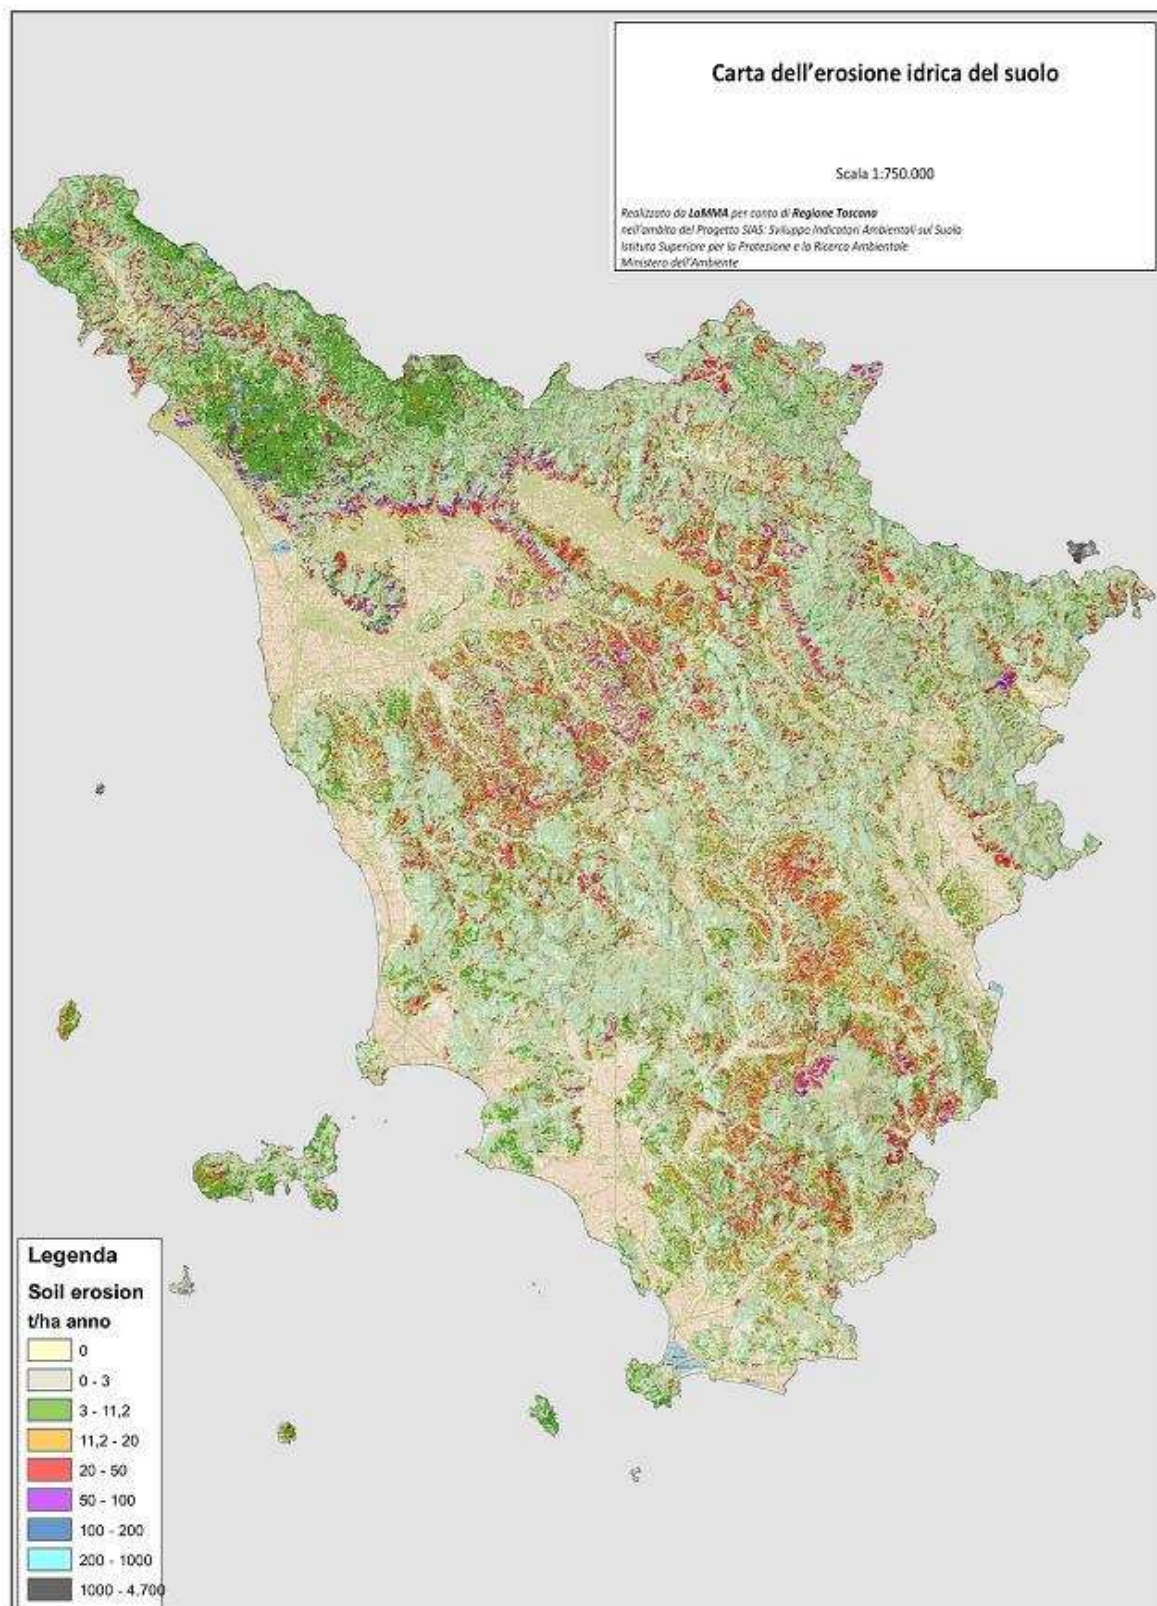 Carta dell'erosione idrica del suolo
Scala 1:750.000
Realizzato da LaMMA per conto di Regione Toscana
nell'ambito del Progetto SIAS: Sviluppo Indicatori Ambientali sul Suolo
Istituto Superiore per la Protezione e la Ricerca Ambientale
Ministero dell'Ambiente
Legenda
Soil erosion
t/ha anno
0
0 - 3
3 - 11,2
11,2 - 20
20 - 50
50 - 100
100 - 200
200 - 1000
1000 - 4.700